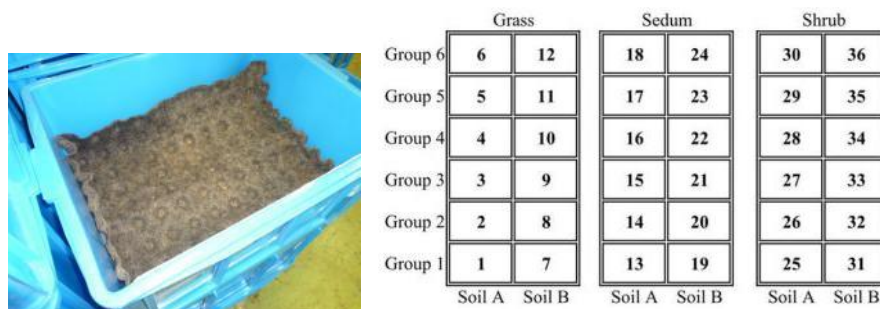 Grass Sedum Shrub
Group 6 6 12 18 24 30 36
Group 5 5 11 17 23 29 35
Group 4 4 10 16 22 28 34
Group 3 3 9 15 21 27 33
Group 2 2 8 14 20 26 32
Group 1 1 7 13 19 25 31
Soil A Soil B Soil A Soil B Soil A Soil B